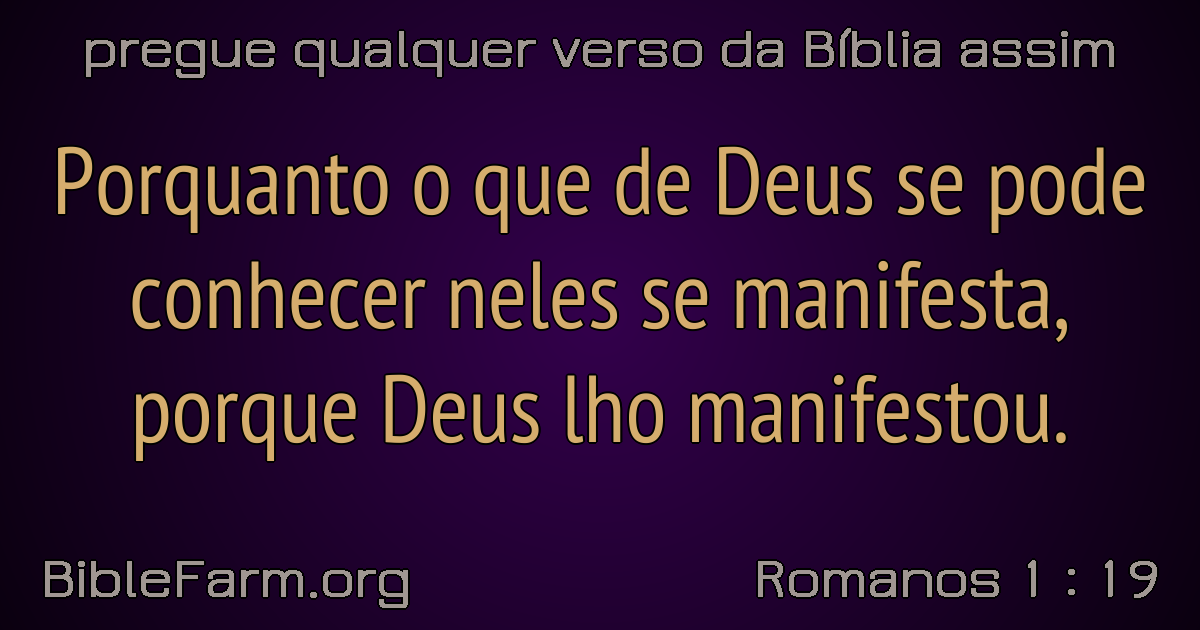 pregue qualquer verso da Bíblia assim
Porquanto o que de Deus se pode
conhecer neles se manifesta,
porque Deus lho manifestou.
BibleFarm.org
Romanos 1 : 19